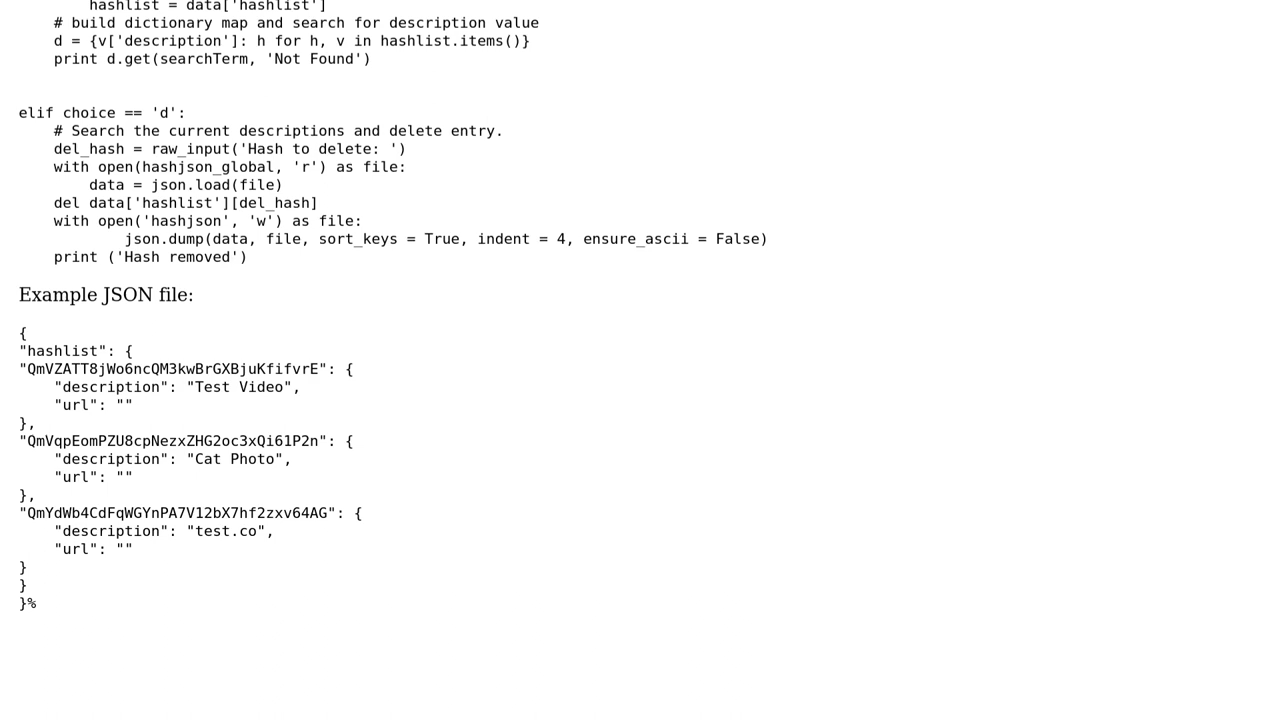 hashlist = data['hashlist']
# build dictionary map and search for description value
d = {v['description']: h for h, v in hashlist.items()}
print d.get(searchTerm, 'Not Found')
elif choice == 'd':
# Search the current descriptions and delete entry.
del_hash = raw_input('Hash to delete: ')
with open(hashjson_global, 'r') as file:
data = json.load(file)
del data['hashlist'][del_hash]
with open('hashjson', 'w') as file:
json.dump(data, file, sort_keys = True, indent = 4, ensure_ascii = False)
print ('Hash removed')
Example JSON file:
{
"hashlist": {
"QmVZATT8jWo6ncQM3kwBrGXBjuKfifvrE": {
"description": "Test Video",
"url": ""
},
"QmVqpEomPZU8cpNezxZHG2oc3xQi61P2n": {
"description": "Cat Photo",
"url": ""
},
"QmYdWb4CdFqWGYnPA7V12bX7hf2zxv64AG": {
"description": "test.co",
"url": ""
}
}
}%